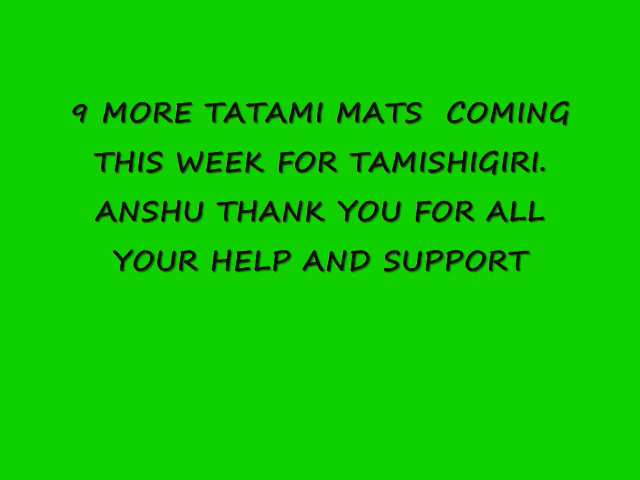 9 MORE TATAMI MATS  COMING
THIS WEEK FOR TAMISHIGIRI.
ANSHU THANK YOU FOR ALL
YOUR HELP AND SUPPORT